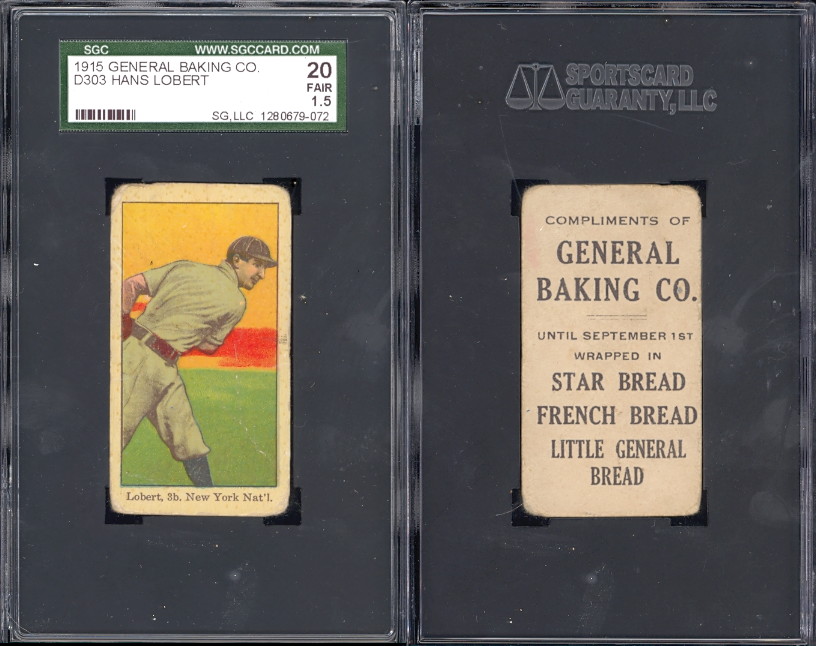 SGC WWW.SGCCARD.COM
1915 GENERAL BAKING CO. 20
D303 HANS LOBERT FAIR
1.5
SG,LLC 1280679-072
Lobert, 3b. New York Nat'l.
SPORTSCARD
GUARANTY, LLC
COMPLIMENTS OF
GENERAL
BAKING CO.
UNTIL SEPTEMBER 1ST
WRAPPED IN
STAR BREAD
FRENCH BREAD
LITTLE GENERAL
BREAD